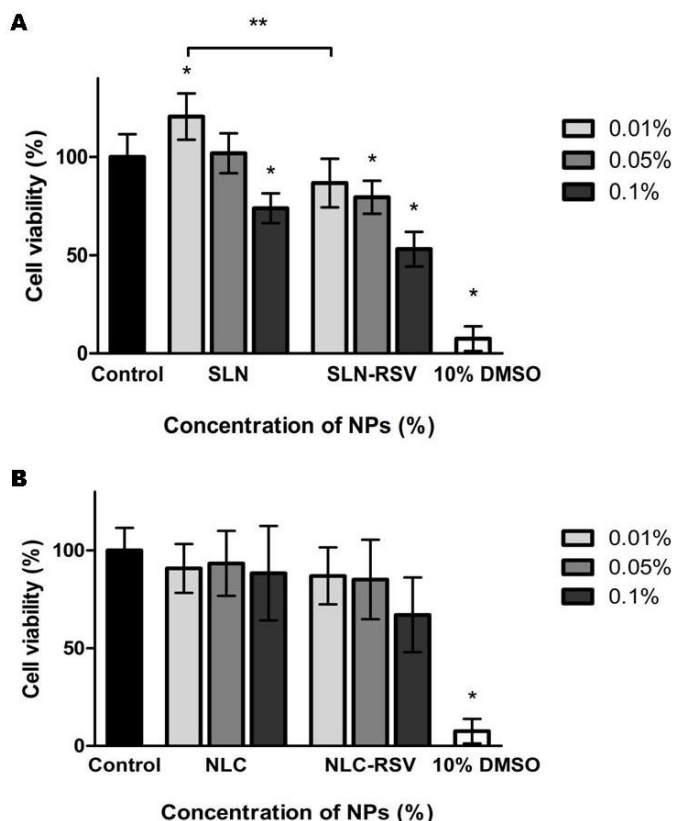 A
**
*
*
*
*
*
100
50
0
Cell viability (%)
0.01%
0.05%
0.1%
Control SLN SLN-RSV 10% DMSO
Concentration of NPs (%)
B
*
100
50
0
Cell viability (%)
0.01%
0.05%
0.1%
Control NLC NLC-RSV 10% DMSO
Concentration of NPs (%)